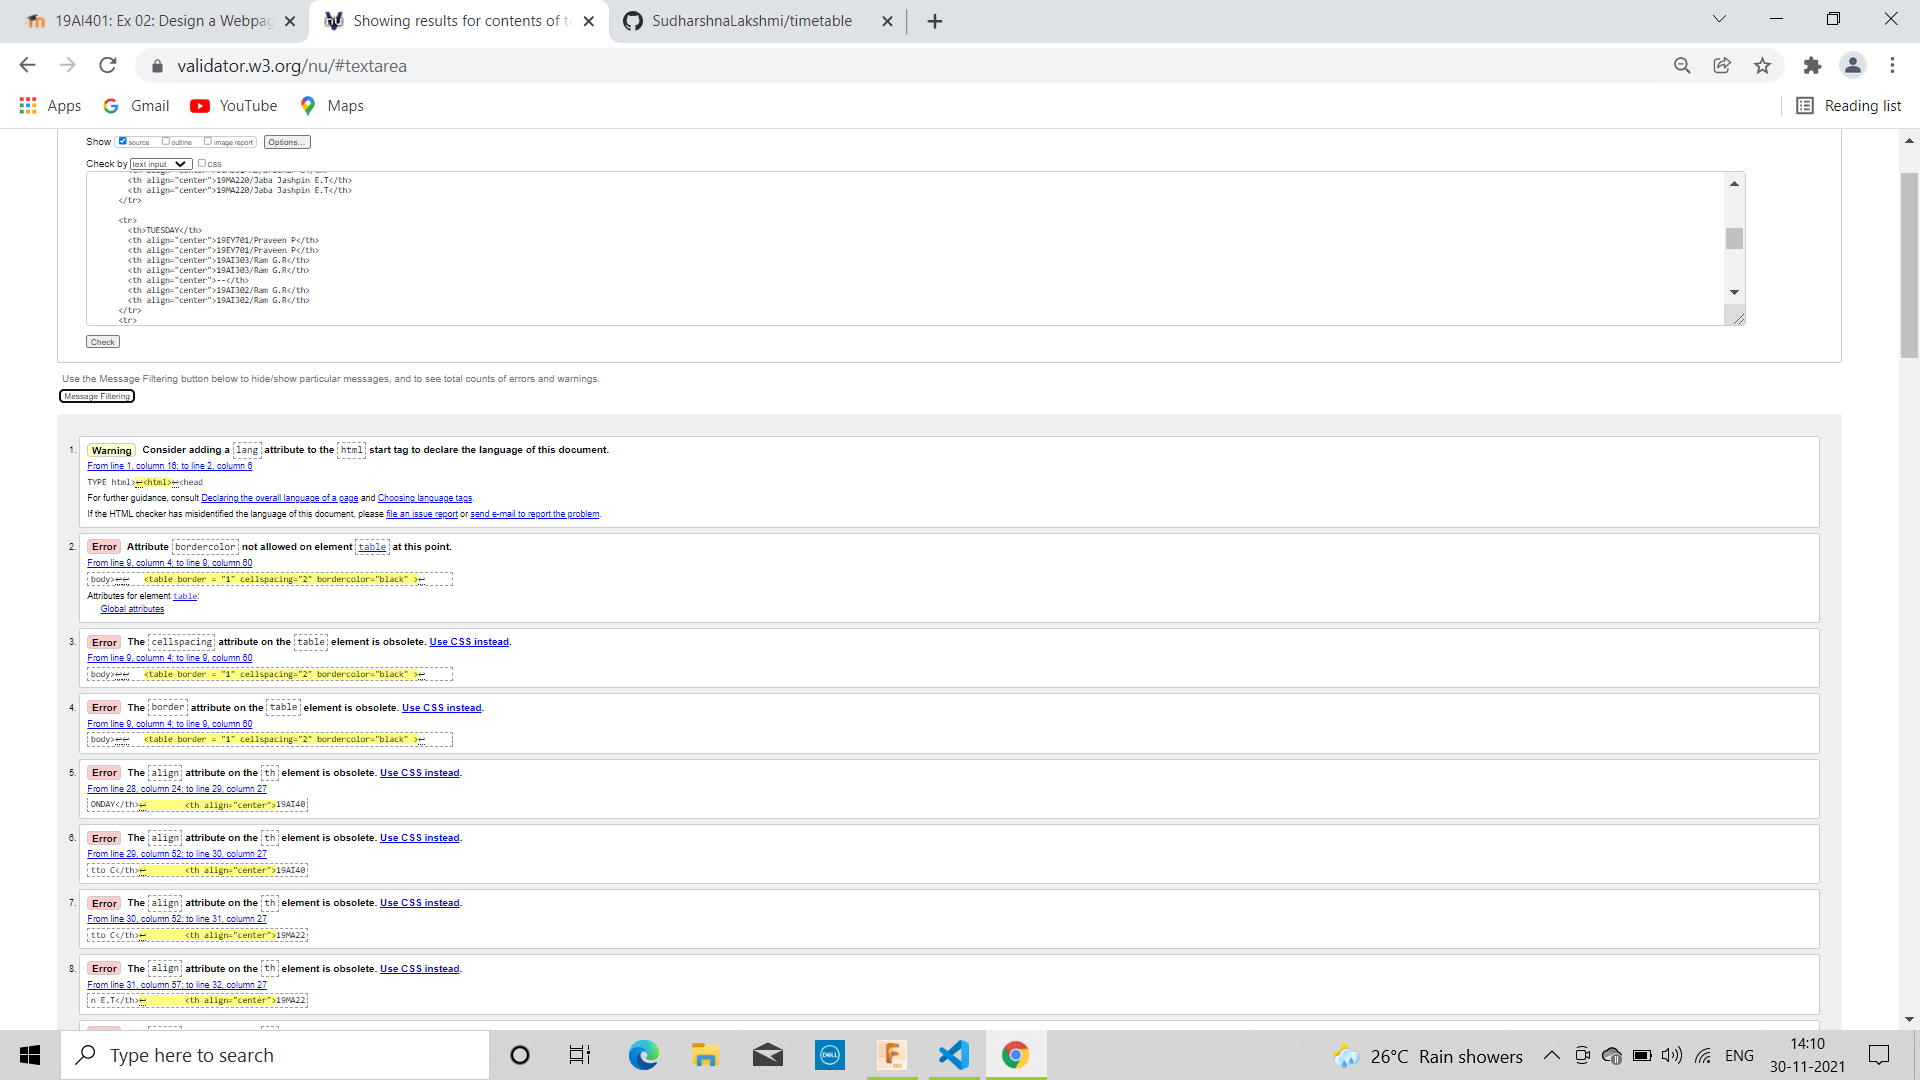 19AI401: Ex 02: Design a Webpag
Showing results for contents of te
SudharshnaLakshmi/timetable
validator.w3.org/nu/#textarea
Apps
Gmail
YouTube
Maps
Reading list
Show source outline image report Options...
Check by text input css
<th align="center">19MA220/Jaba Jashpin E.T</th>
<th align="center">19MA220/Jaba Jashpin E.T</th>
</tr>
<tr>
<th>TUESDAY</th>
<th align="center">19EY701/Praveen P</th>
<th align="center">19EY701/Praveen P</th>
<th align="center">19AI303/Ram G.R</th>
<th align="center">19AI303/Ram G.R</th>
<th align="center">--</th>
<th align="center">19AI302/Ram G.R</th>
<th align="center">19AI302/Ram G.R</th>
</tr>
<tr>
Check
Use the Message Filtering button below to hide/show particular messages, and to see total counts of errors and warnings.
Message Filtering
1. Warning Consider adding a lang attribute to the html start tag to declare the language of this document.
From line 1, column 16; to line 2, column 6
TYPE html>↩<html>↩<head
For further guidance, consult Declaring the overall language of a page and Choosing language tags.
If the HTML checker has misidentified the language of this document, please file an issue report or send e-mail to report the problem.
2. Error Attribute bordercolor not allowed on element table at this point.
From line 9, column 4; to line 9, column 60
body>↩↩ <table border = "1" cellspacing="2" bordercolor="black" >↩
Attributes for element table:
Global attributes
3. Error The cellspacing attribute on the table element is obsolete. Use CSS instead.
From line 9, column 4; to line 9, column 60
body>↩↩ <table border = "1" cellspacing="2" bordercolor="black" >↩
4. Error The border attribute on the table element is obsolete. Use CSS instead.
From line 9, column 4; to line 9, column 60
body>↩↩ <table border = "1" cellspacing="2" bordercolor="black" >↩
5. Error The align attribute on the th element is obsolete. Use CSS instead.
From line 28, column 24; to line 29, column 27
ONDAY</th>↩ <th align="center">19AI40
6. Error The align attribute on the th element is obsolete. Use CSS instead.
From line 29, column 52; to line 30, column 27
tto C</th>↩ <th align="center">19AI40
7. Error The align attribute on the th element is obsolete. Use CSS instead.
From line 30, column 52; to line 31, column 27
tto C</th>↩ <th align="center">19MA22
8. Error The align attribute on the th element is obsolete. Use CSS instead.
From line 31, column 57; to line 32, column 27
n E.T</th>↩ <th align="center">19MA22
Type here to search
DELL
26°C Rain showers
ENG
14:10
30-11-2021